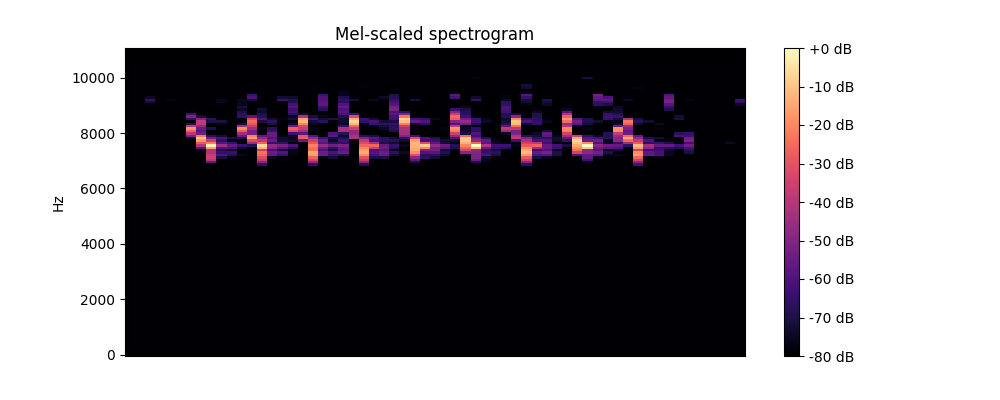 Mel-scaled spectrogram
Hz
10000
8000
6000
4000
2000
0
+0 dB
-10 dB
-20 dB
-30 dB
-40 dB
-50 dB
-60 dB
-70 dB
-80 dB